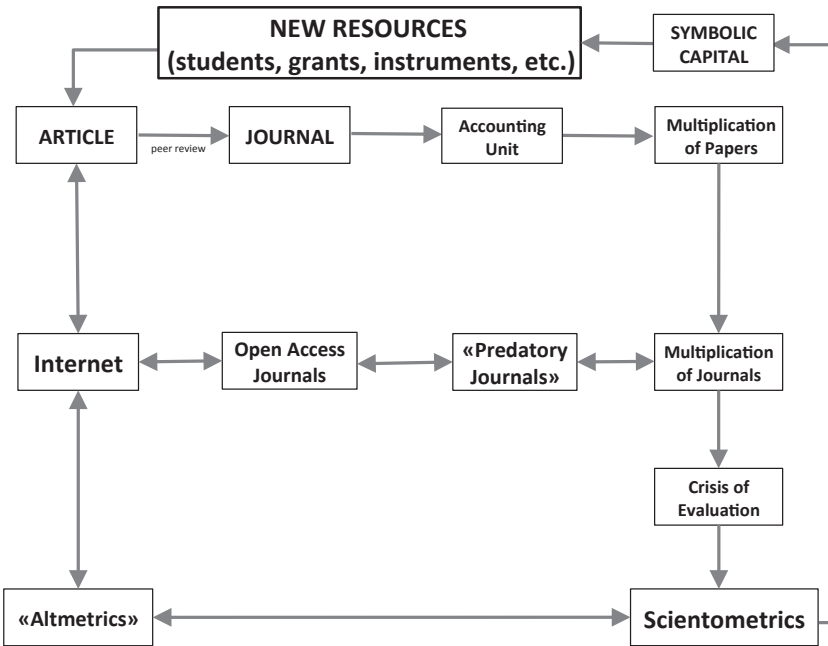 NEW RESOURCES
(students, grants, instruments, etc.)
SYMBOLIC
CAPITAL
ARTICLE
peer review
JOURNAL
Accounting
Unit
Multiplication
of Papers
Internet
Open Access
Journals
«Predatory
Journals»
Multiplication
of Journals
Crisis of
Evaluation
«Altmetrics»
Scientometrics